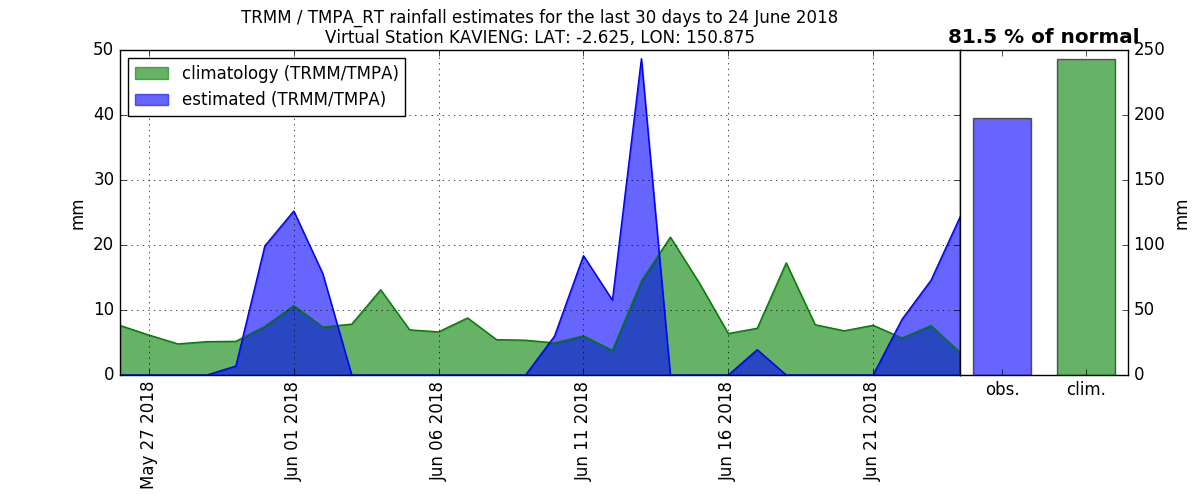 TRMM / TMPA_RT rainfall estimates for the last 30 days to 24 June 2018
Virtual Station KAVIENG: LAT: -2.625, LON: 150.875
81.5 % of normal
climatology (TRMM/TMPA)
estimated (TRMM/TMPA)
50
40
30
20
10
0
mm
May 27 2018
Jun 01 2018
Jun 06 2018
Jun 11 2018
Jun 16 2018
Jun 21 2018
250
200
150
100
50
0
mm
obs.
clim.